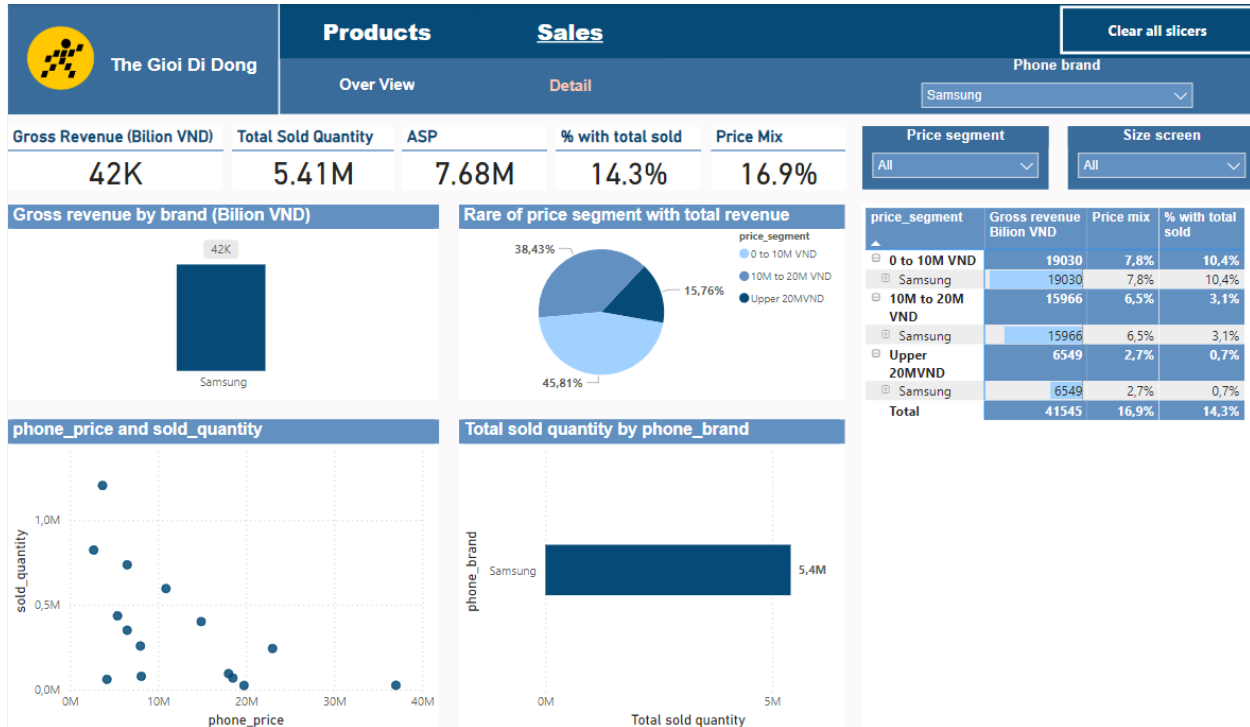 The Gioi Di Dong
Products
Sales
Clear all slicers
Over View
Detail
Phone brand
Samsung
Gross Revenue (Bilion VND)
42K
Total Sold Quantity
5.41M
ASP
7.68M
% with total sold
14.3%
Price Mix
16.9%
Price segment
All
Size screen
All
Gross revenue by brand (Bilion VND)
42K
Samsung
Rare of price segment with total revenue
38,43%
15,76%
45,81%
price_segment
0 to 10M VND
10M to 20M VND
Upper 20MVND
price_segment Gross revenue Price mix % with total
Bilion VND sold
0 to 10M VND 19030 7,8% 10,4%
Samsung 19030 7,8% 10,4%
10M to 20M 15966 6,5% 3,1%
VND
Samsung 15966 6,5% 3,1%
Upper 6549 2,7% 0,7%
20MVND
Samsung 6549 2,7% 0,7%
Total 41545 16,9% 14,3%
phone_price and sold_quantity
sold_quantity
1,0M
0,5M
0,0M
0M 10M 20M 30M 40M
phone_price
Total sold quantity by phone_brand
phone_brand
Samsung
5,4M
0M 5M
Total sold quantity